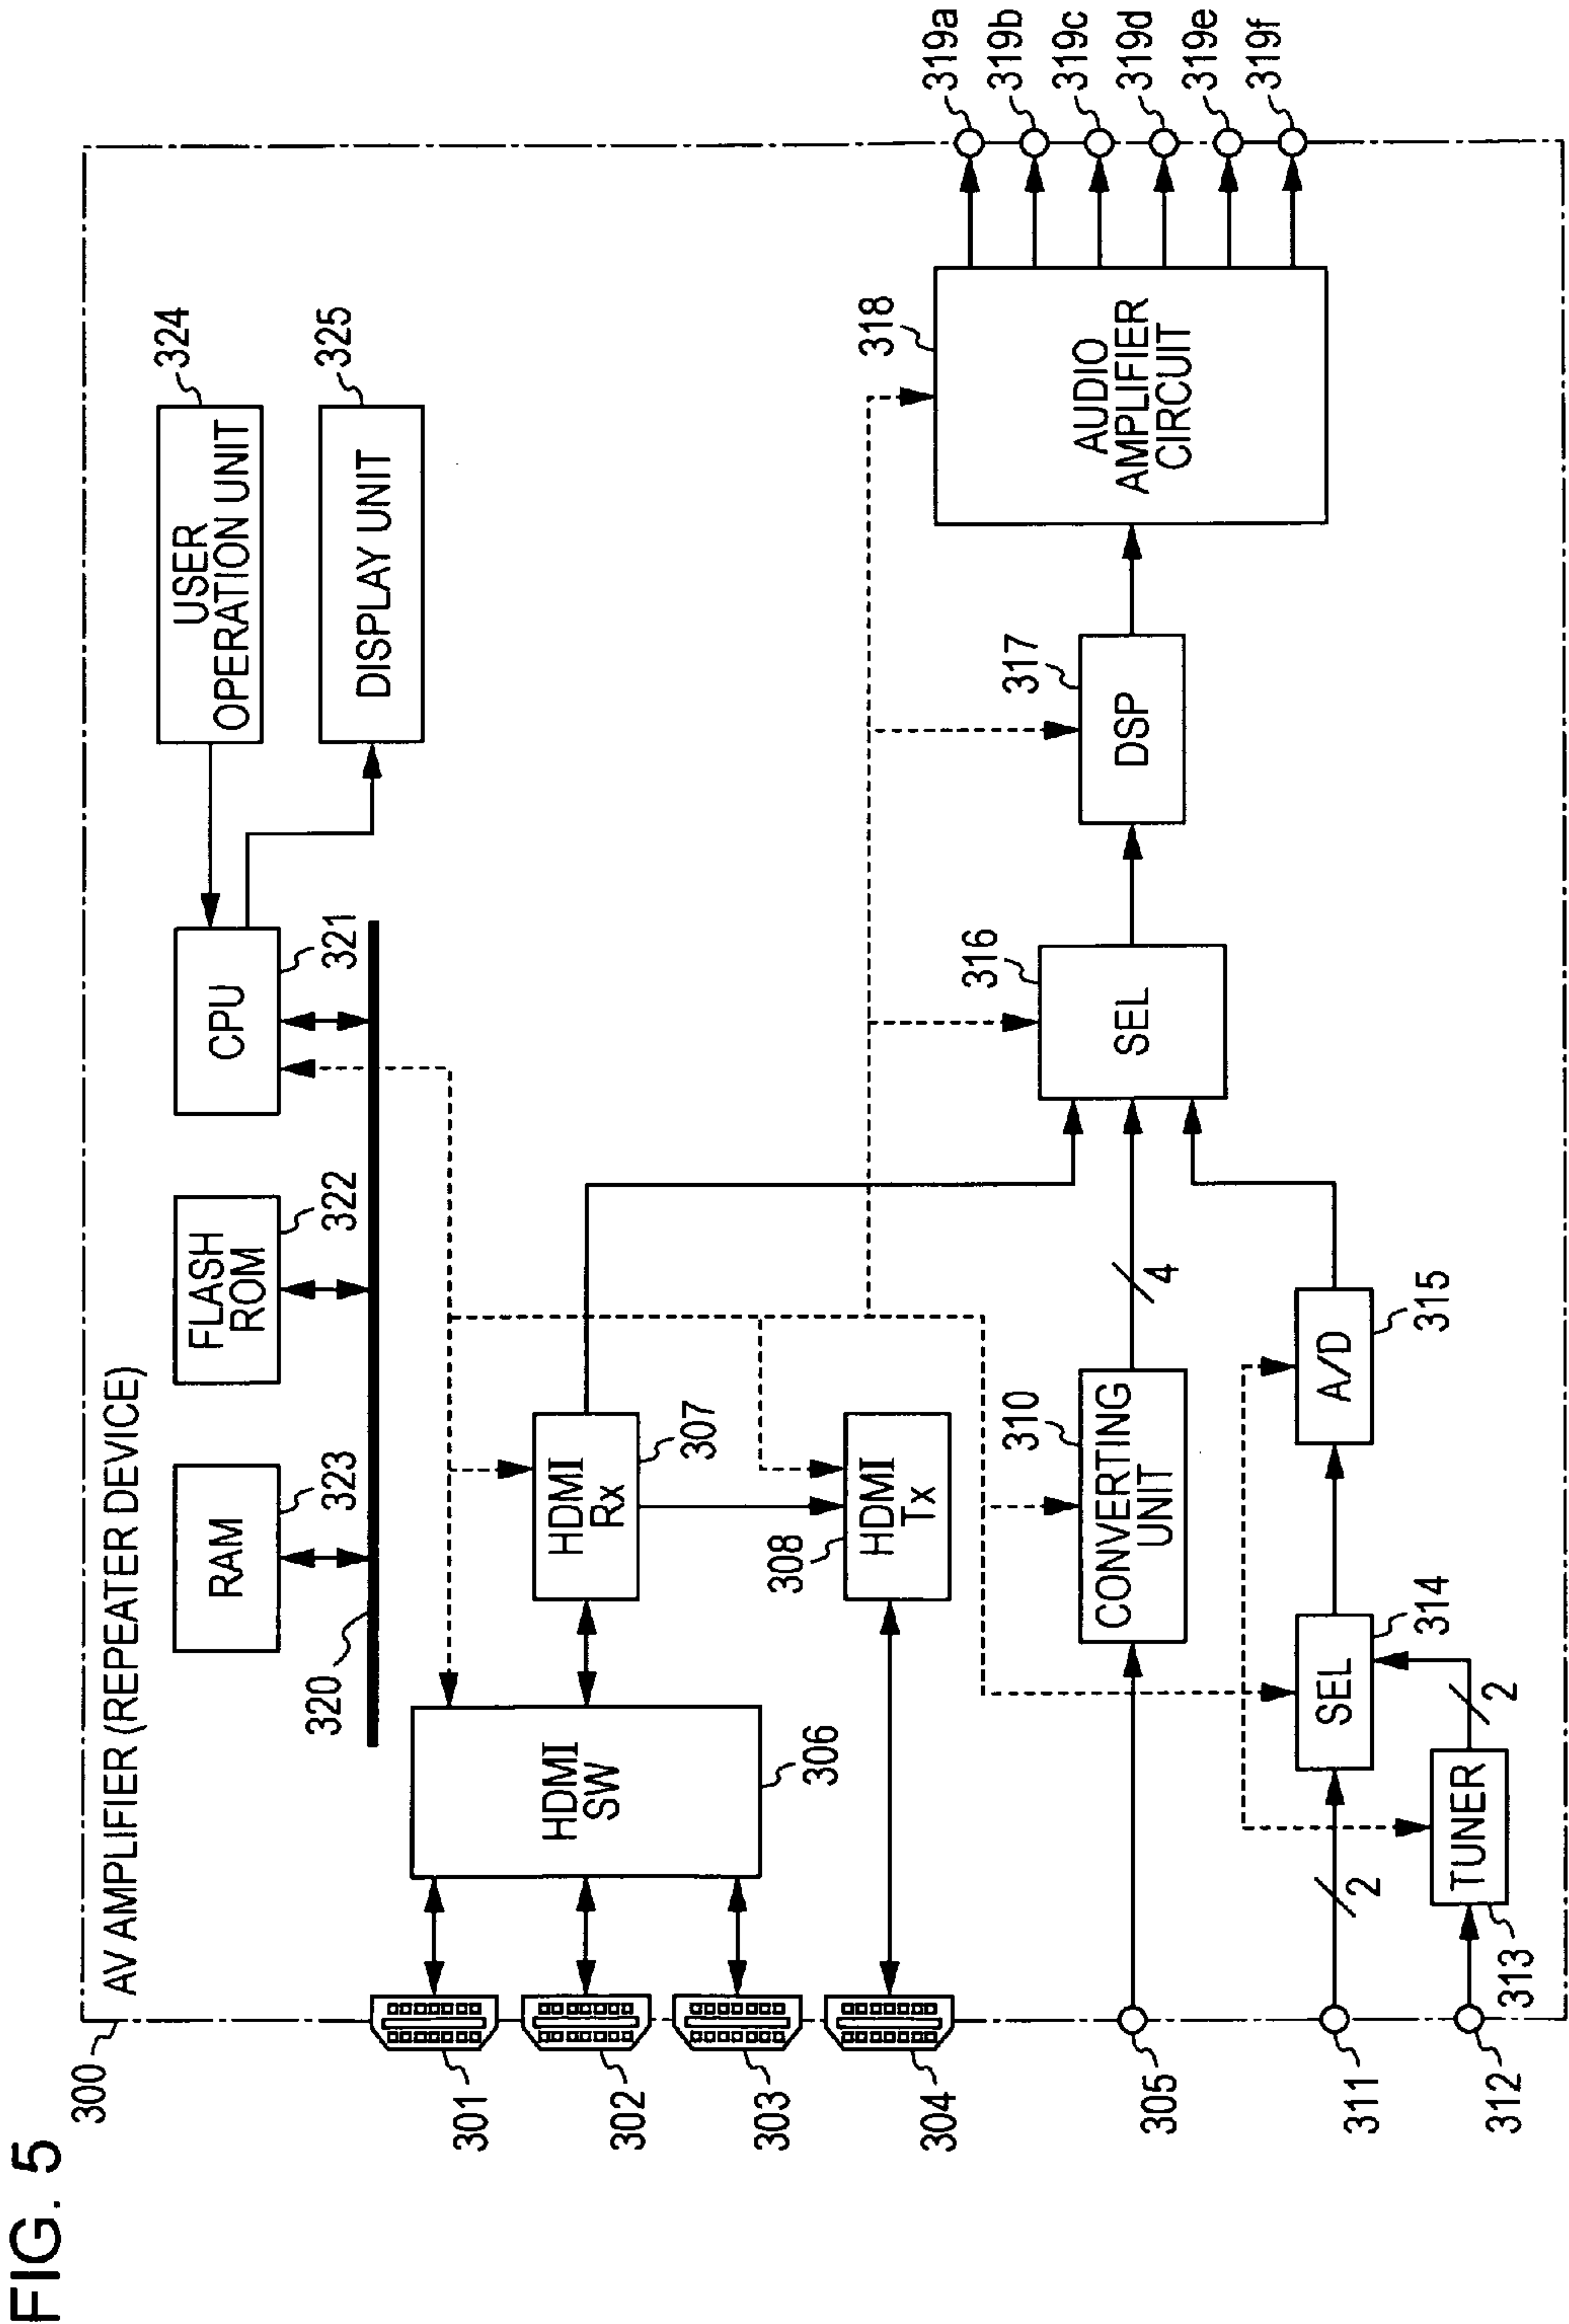 FIG. 5
300
AV AMPLIFIER (REPEATER DEVICE)
RAM
323
FLASH
ROM
322
CPU
321
USER
OPERATION UNIT
324
DISPLAY UNIT
325
320
301
302
303
304
HDMI
SW
306
HDMI
Rx
307
308
HDMI
Tx
305
310
CONVERTING
UNIT
4
316
SEL
317
DSP
318
AUDIO
AMPLIFIER
CIRCUIT
319a
319b
319c
319d
319e
319f
311
2
SEL
314
A/D
315
312
313
TUNER
2